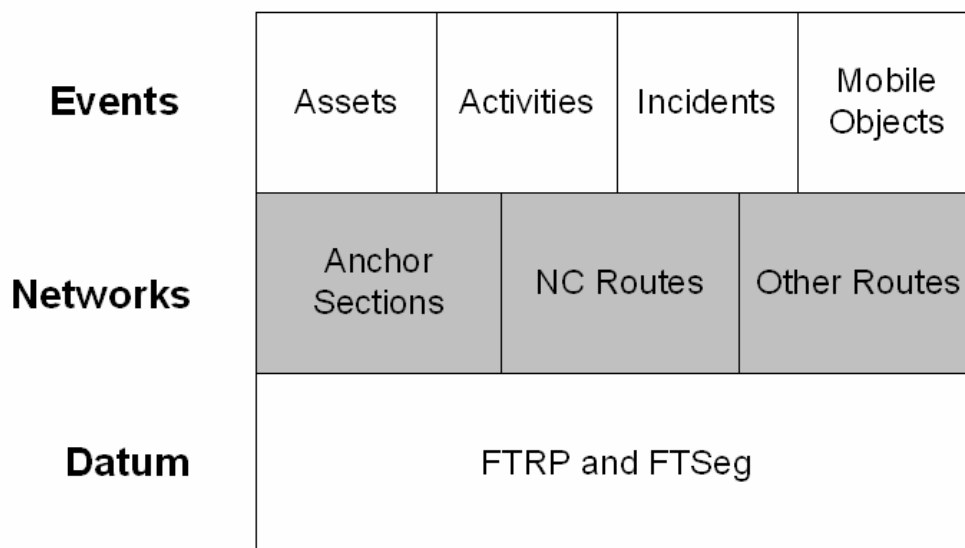 Events
Assets
Activities
Incidents
Mobile
Objects
Networks
Anchor
Sections
NC Routes
Other Routes
Datum
FTRP and FTSeg